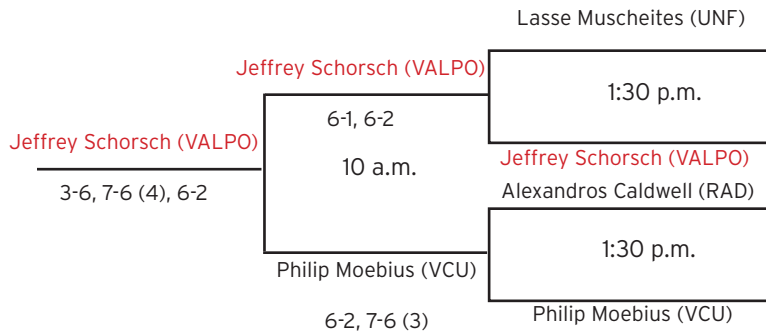 Lasse Muscheites (UNF)
Jeffrey Schorsch (VALPO)
1:30 p.m.
6-1, 6-2
Jeffrey Schorsch (VALPO)
10 a.m.
Jeffrey Schorsch (VALPO)
3-6, 7-6 (4), 6-2
Alexandros Caldwell (RAD)
1:30 p.m.
Philip Moebius (VCU)
Philip Moebius (VCU)
6-2, 7-6 (3)